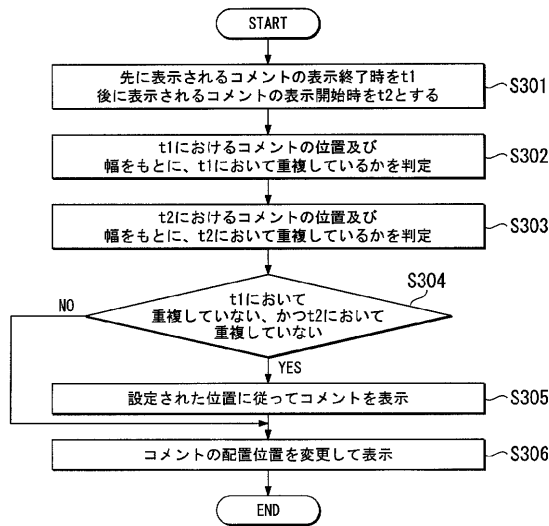 START
先に表示されるコメントの表示終了時をt1
後に表示されるコメントの表示開始時をt2とする
S301
t1におけるコメントの位置及び
幅をもとに、t1において重複しているかを判定
S302
t2におけるコメントの位置及び
幅をもとに、t2において重複しているかを判定
S303
S304
t1において
重複していない、かつt2において
重複していない
NO
YES
設定された位置に従ってコメントを表示
S305
コメントの配置位置を変更して表示
S306
END